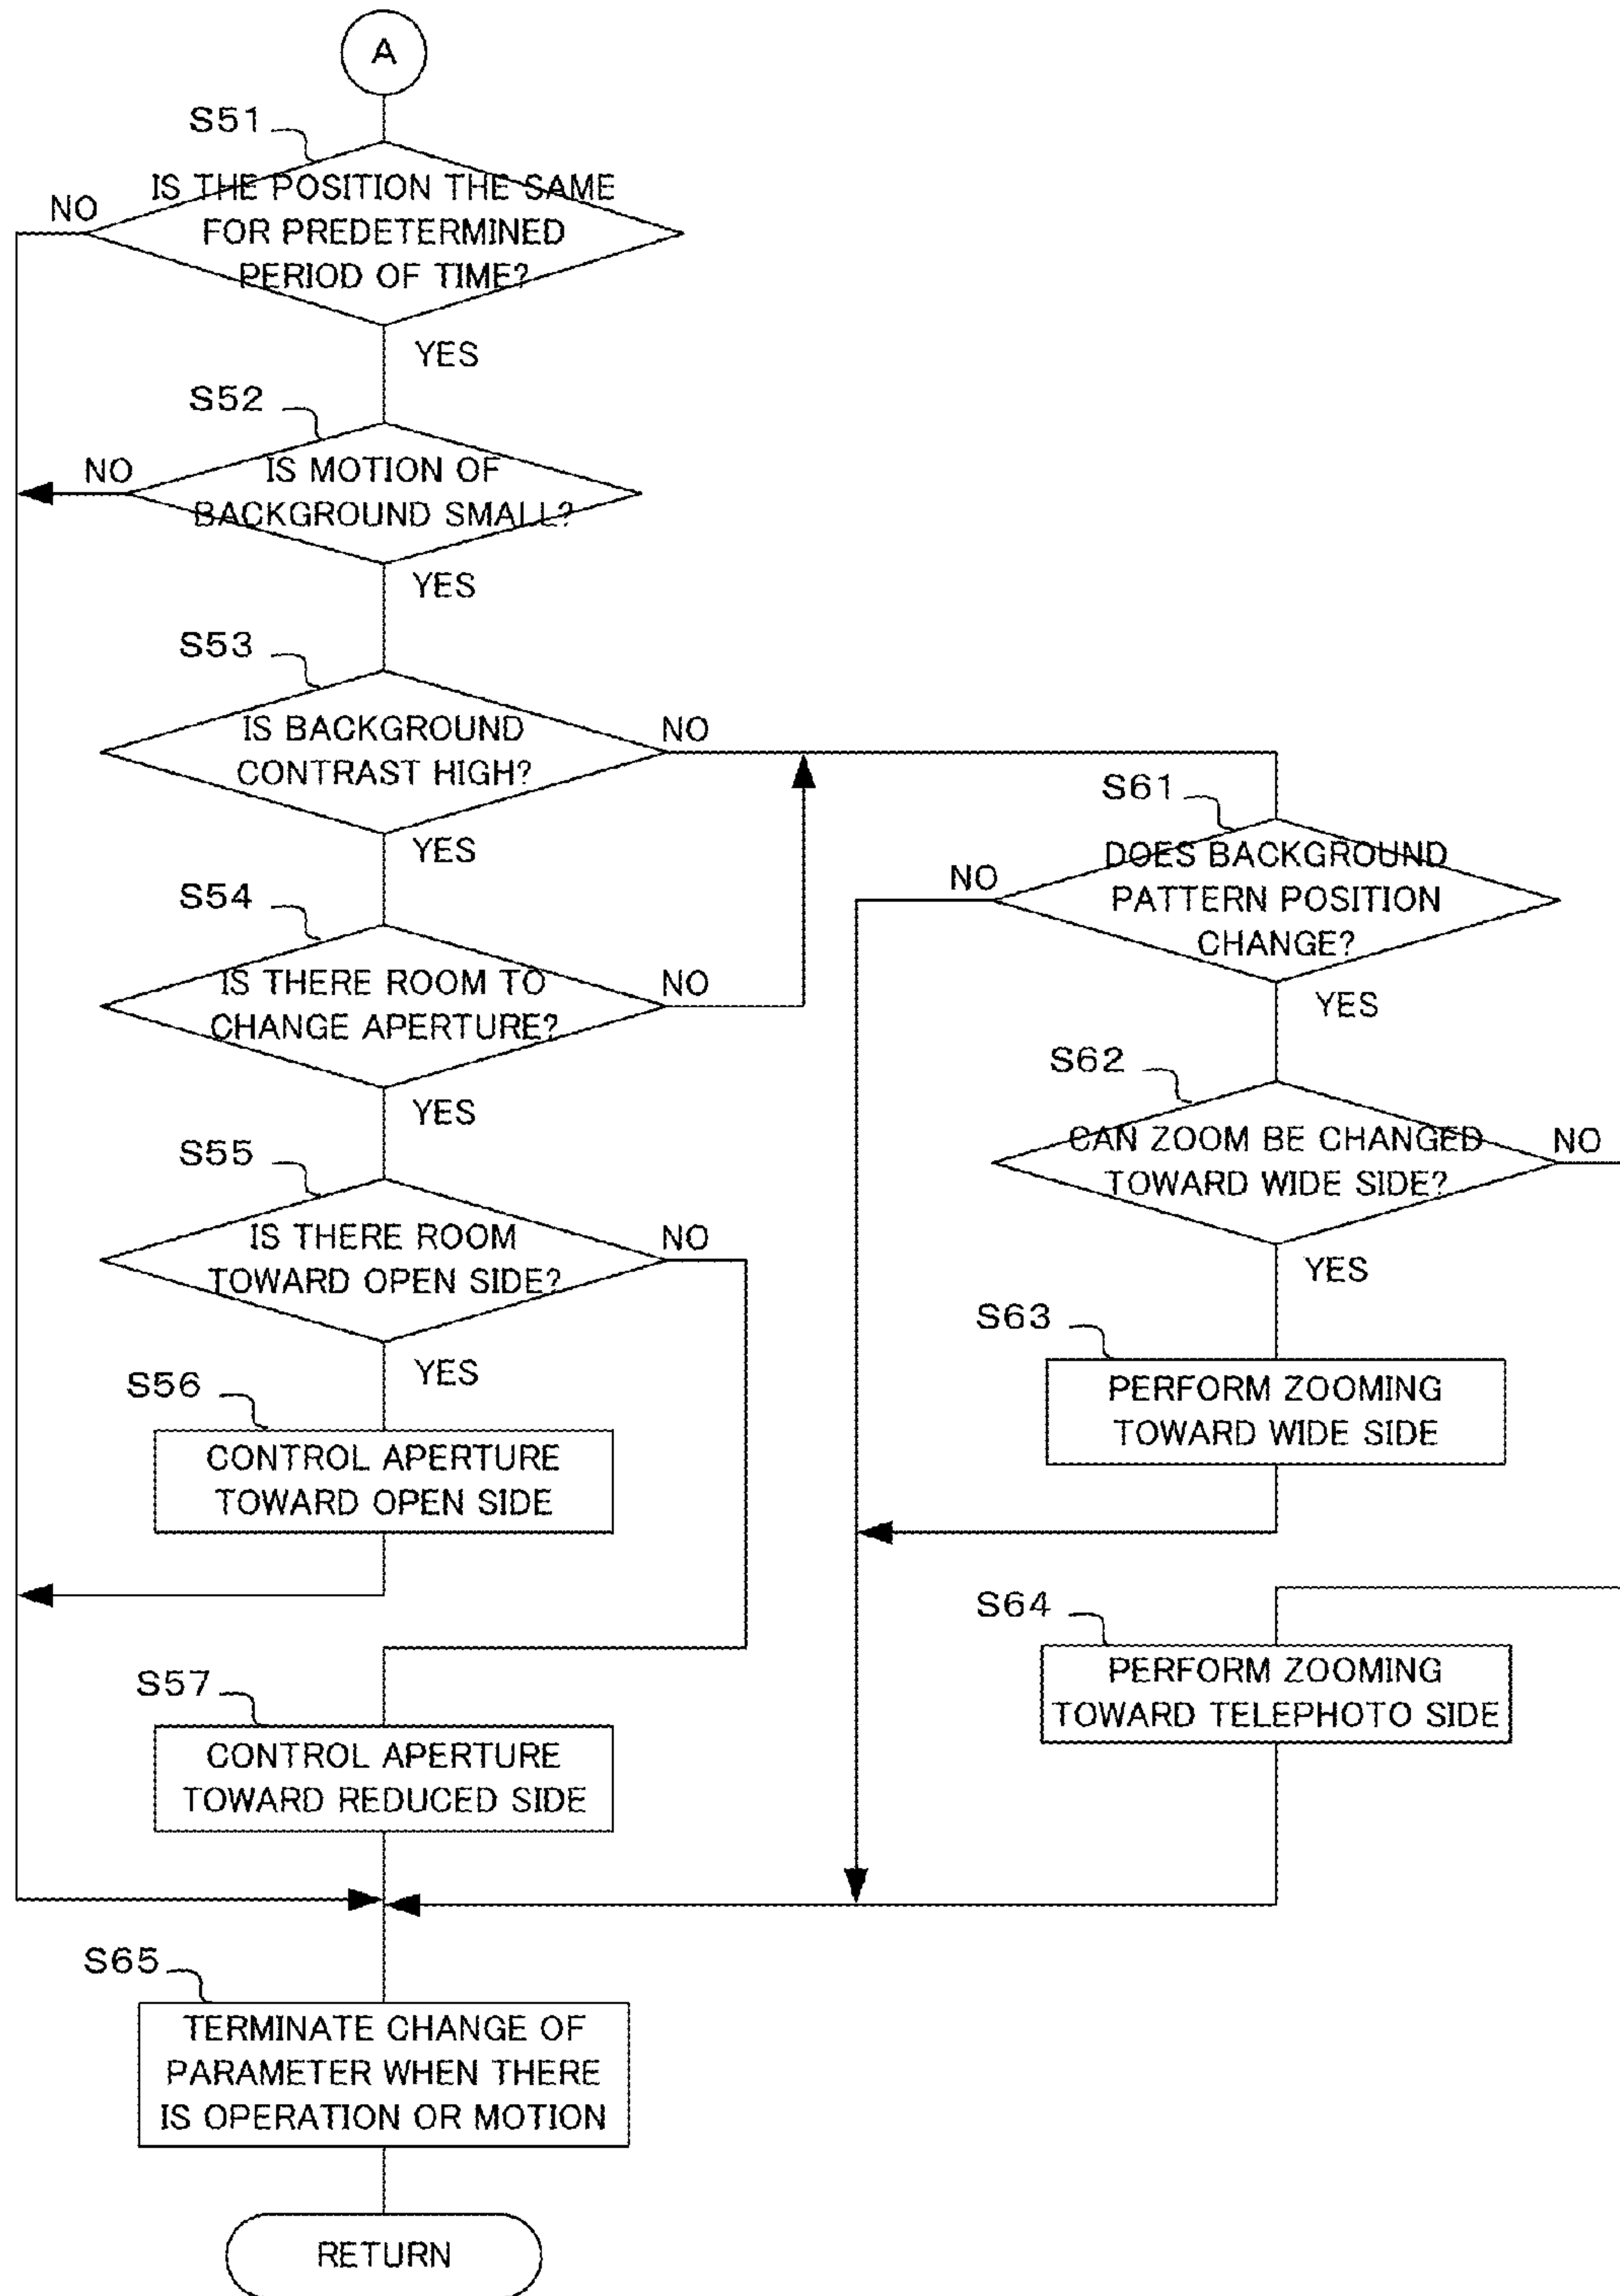 A
S51
IS THE POSITION THE SAME
FOR PREDETERMINED
PERIOD OF TIME?
NO
YES
S52
IS MOTION OF
BACKGROUND SMALL?
NO
YES
S53
IS BACKGROUND
CONTRAST HIGH?
NO
YES
S54
IS THERE ROOM TO
CHANGE APERTURE?
NO
YES
S55
IS THERE ROOM
TOWARD OPEN SIDE?
NO
YES
S56
CONTROL APERTURE
TOWARD OPEN SIDE
S57
CONTROL APERTURE
TOWARD REDUCED SIDE
S61
DOES BACKGROUND
PATTERN POSITION
CHANGE?
NO
YES
S62
CAN ZOOM BE CHANGED
TOWARD WIDE SIDE?
NO
YES
S63
PERFORM ZOOMING
TOWARD WIDE SIDE
S64
PERFORM ZOOMING
TOWARD TELEPHOTO SIDE
S65
TERMINATE CHANGE OF
PARAMETER WHEN THERE
IS OPERATION OR MOTION
RETURN